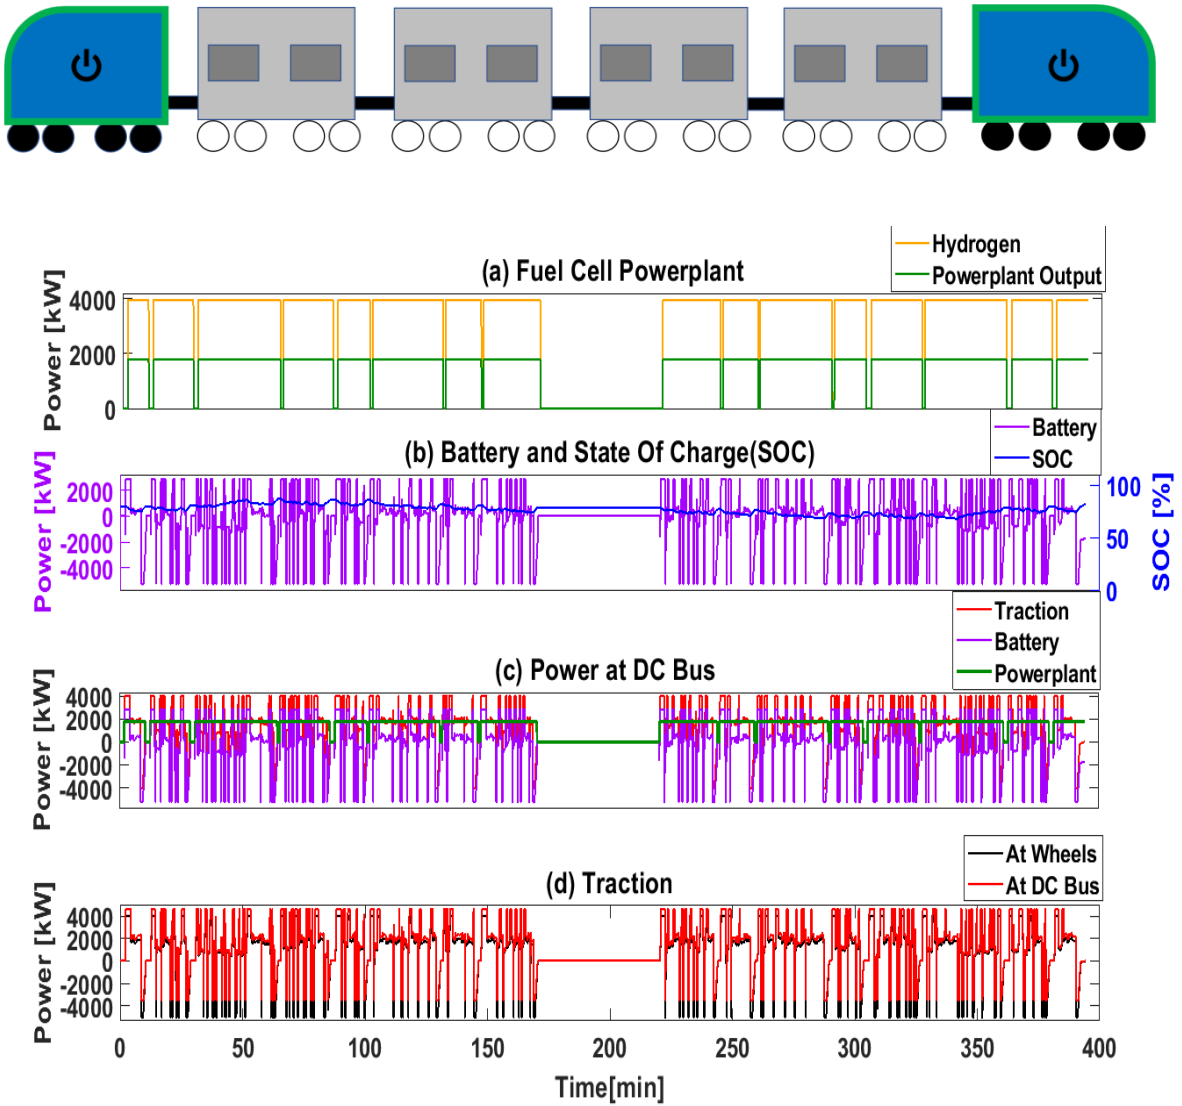 Hydrogen
Powerplant Output
(a) Fuel Cell Powerplant
Power [kW]
4000
2000
0
Battery
SOC
(b) Battery and State Of Charge(SOC)
Power [kW]
2000
0
-2000
-4000
100
50
0
SOC [%]
Traction
Battery
Powerplant
(c) Power at DC Bus
Power [kW]
4000
2000
0
-2000
-4000
At Wheels
At DC Bus
(d) Traction
Power [kW]
4000
2000
0
-2000
-4000
0 50 100 150 200 250 300 350 400
Time[min]